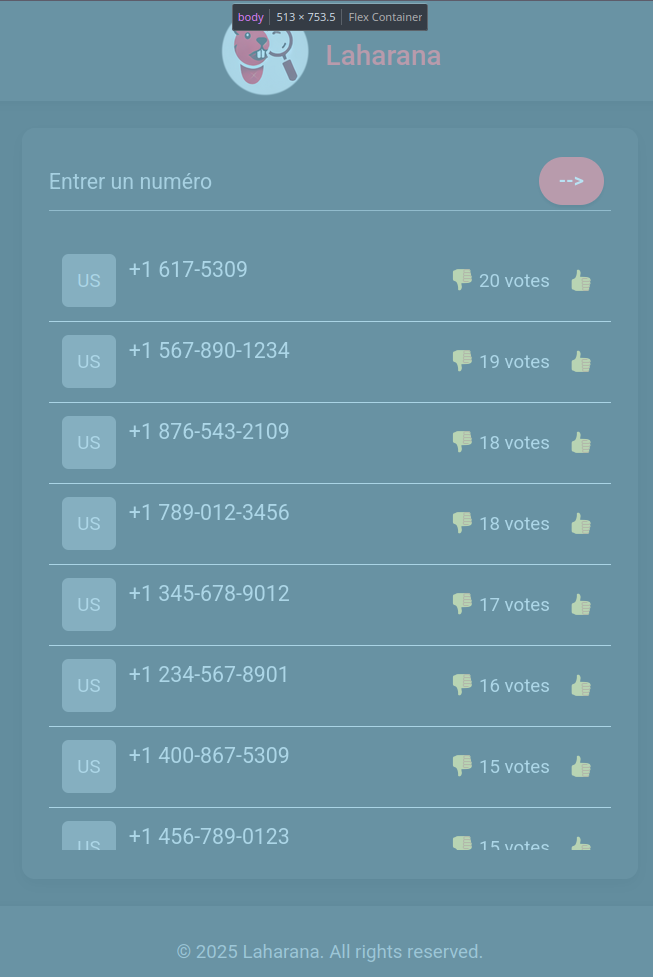 body 513 × 753.5 Flex Container
Laharana
Entrer un numéro -->
US +1 617-5309 20 votes
US +1 567-890-1234 19 votes
US +1 876-543-2109 18 votes
US +1 789-012-3456 18 votes
US +1 345-678-9012 17 votes
US +1 234-567-8901 16 votes
US +1 400-867-5309 15 votes
US +1 456-789-0123 15 votes
© 2025 Laharana. All rights reserved.